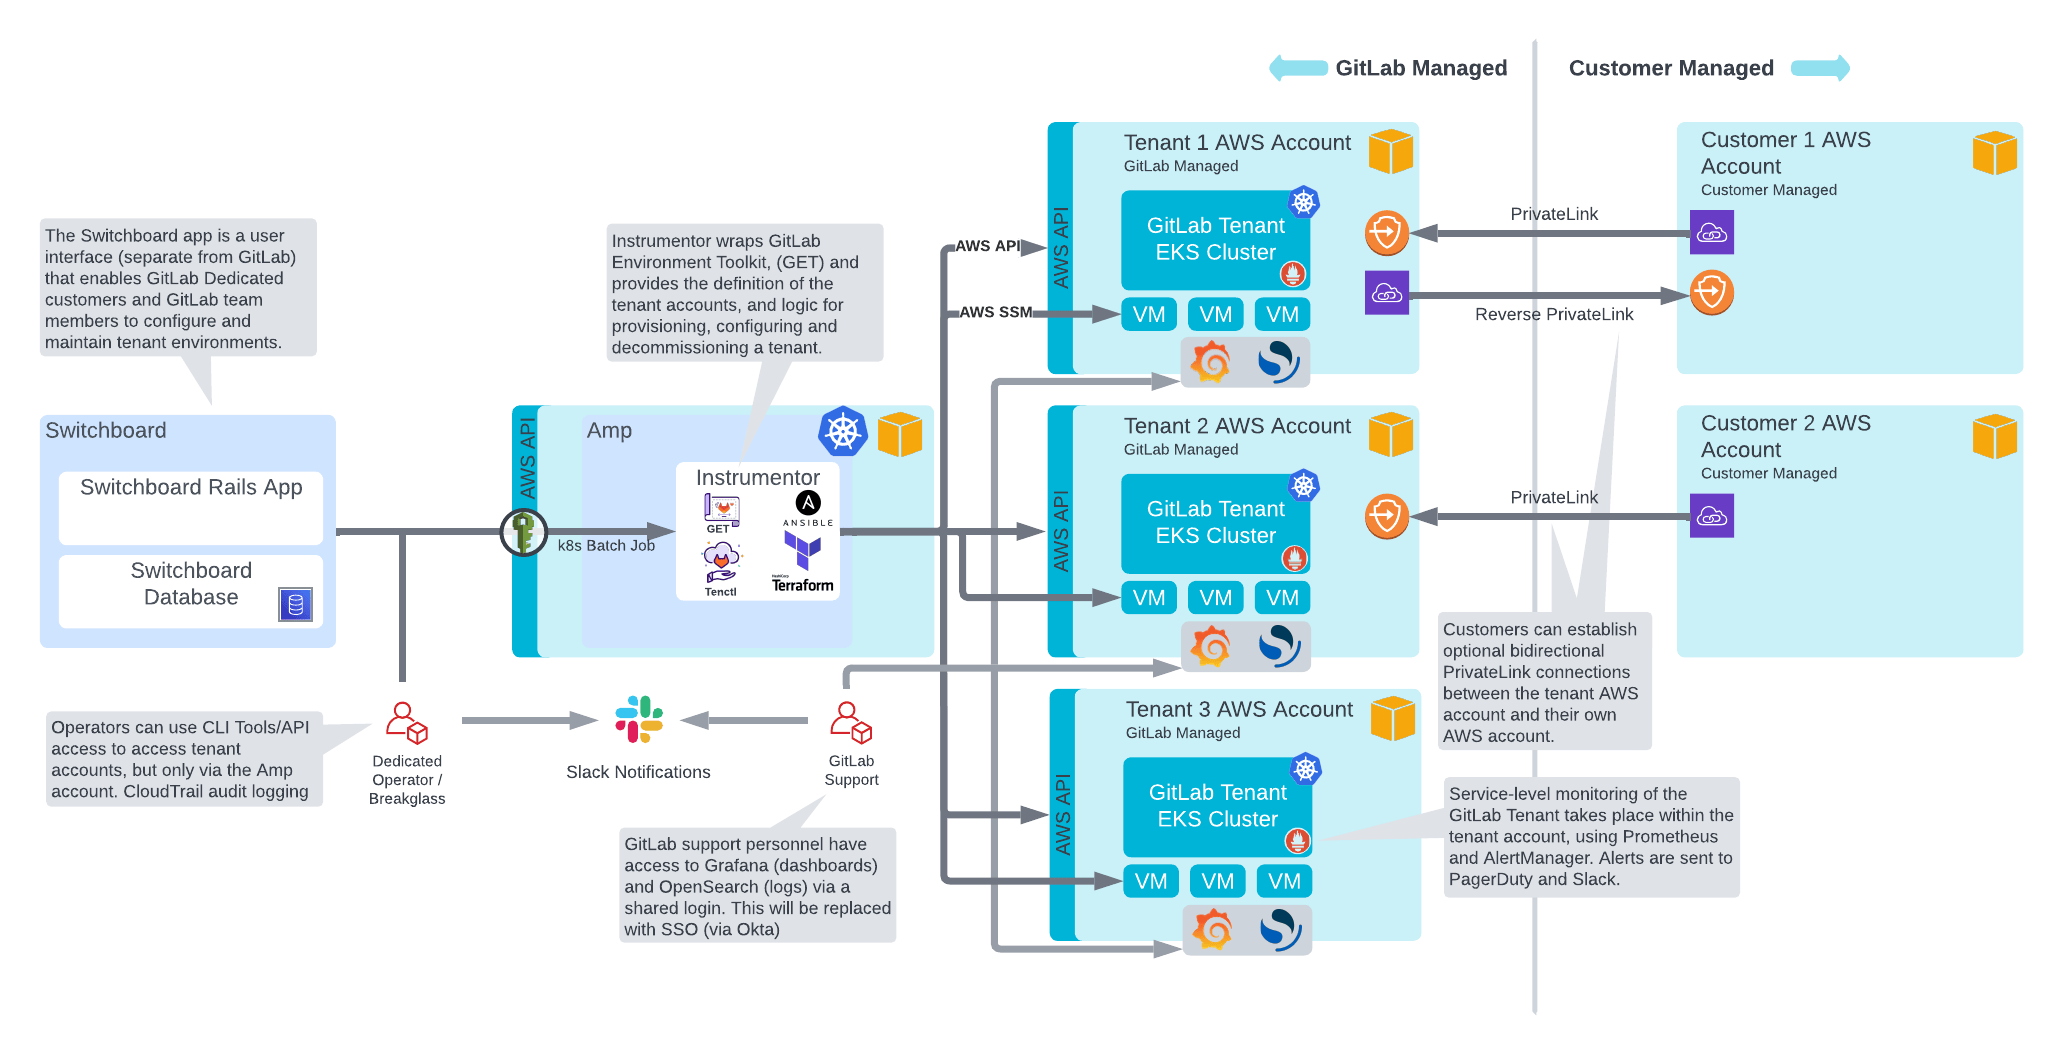 GitLab Managed
Customer Managed
The Switchboard app is a user
interface (separate from GitLab)
that enables GitLab Dedicated
customers and GitLab team
members to configure and
maintain tenant environments.
Switchboard
Switchboard Rails App
Switchboard
Database
Operators can use CLI Tools/API
access to access tenant
accounts, but only via the Amp
account. CloudTrail audit logging
Dedicated
Operator /
Breakglass
Slack Notifications
GitLab
Support
GitLab support personnel have
access to Grafana (dashboards)
and OpenSearch (logs) via a
shared login. This will be replaced
with SSO (via Okta)
Instrumentor wraps GitLab
Environment Toolkit, (GET) and
provides the definition of the
tenant accounts, and logic for
provisioning, configuring and
decommissioning a tenant.
AWS API
k8s Batch Job
Amp
Instrumentor
GET
ANSIBLE
Tenctl
HashiCorp
Terraform
AWS API
AWS SSM
AWS API
Tenant 1 AWS Account
GitLab Managed
GitLab Tenant
EKS Cluster
VM
VM
VM
AWS API
Tenant 2 AWS Account
GitLab Managed
GitLab Tenant
EKS Cluster
VM
VM
VM
AWS API
Tenant 3 AWS Account
GitLab Managed
GitLab Tenant
EKS Cluster
VM
VM
VM
PrivateLink
Reverse PrivateLink
PrivateLink
Customer 1 AWS
Account
Customer Managed
Customer 2 AWS
Account
Customer Managed
Customers can establish
optional bidirectional
PrivateLink connections
between the tenant AWS
account and their own
AWS account.
Service-level monitoring of the
GitLab Tenant takes place within the
tenant account, using Prometheus
and AlertManager. Alerts are sent to
PagerDuty and Slack.